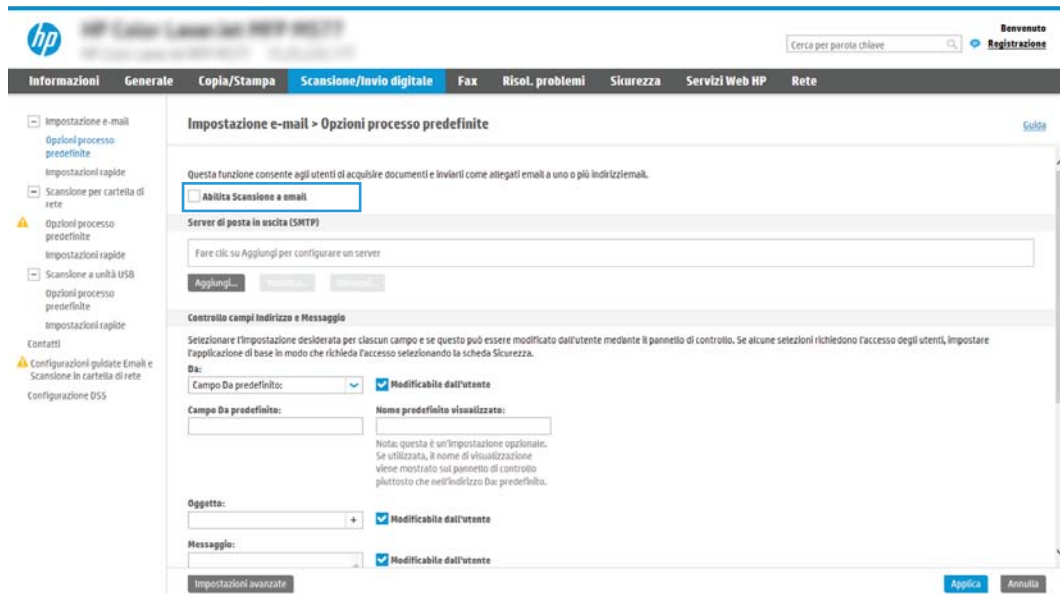 hp
Benvenuto
Cerca per parola chiave
Registrazione
Informazioni Generale Copia/Stampa Scansione/Invio digitale Fax Risol. problemi Sicurezza Servizi Web HP Rete
Impostazione e-mail
Opzioni processo
predefinite
Impostazioni rapide
Scansione per cartella di
rete
Opzioni processo
predefinite
Impostazioni rapide
Scansione a unità USB
Opzioni processo
predefinite
Impostazioni rapide
Contatti
Configurazioni guidate Email e
Scansione in cartella di rete
Configurazione DSS
Impostazione e-mail > Opzioni processo predefinite
Guida
Questa funzione consente agli utenti di acquisire documenti e inviarli come allegati email a uno o più indirizziemail.
Abilita Scansione a email
Server di posta in uscita (SMTP)
Fare clic su Aggiungi per configurare un server
Aggiungi...
Controllo campi Indirizzo e Messaggio
Selezionare l'impostazione desiderata per ciascun campo e se questo può essere modificato dall'utente mediante il pannello di controllo. Se alcune selezioni richiedono l'accesso degli utenti, impostare
l'applicazione di base in modo che richieda l'accesso selezionando la scheda Sicurezza.
Da:
Campo Da predefinito: Modificabile dall'utente
Campo Da predefinito: Nome predefinito visualizzato:
Nota: questa è un'impostazione opzionale.
Se utilizzata, il nome di visualizzazione
viene mostrato sul pannello di controllo
piuttosto che nell'indirizzo Da: predefinito.
Oggetto:
+ Modificabile dall'utente
Messaggio:
Modificabile dall'utente
Impostazioni avanzate Applica Annulla